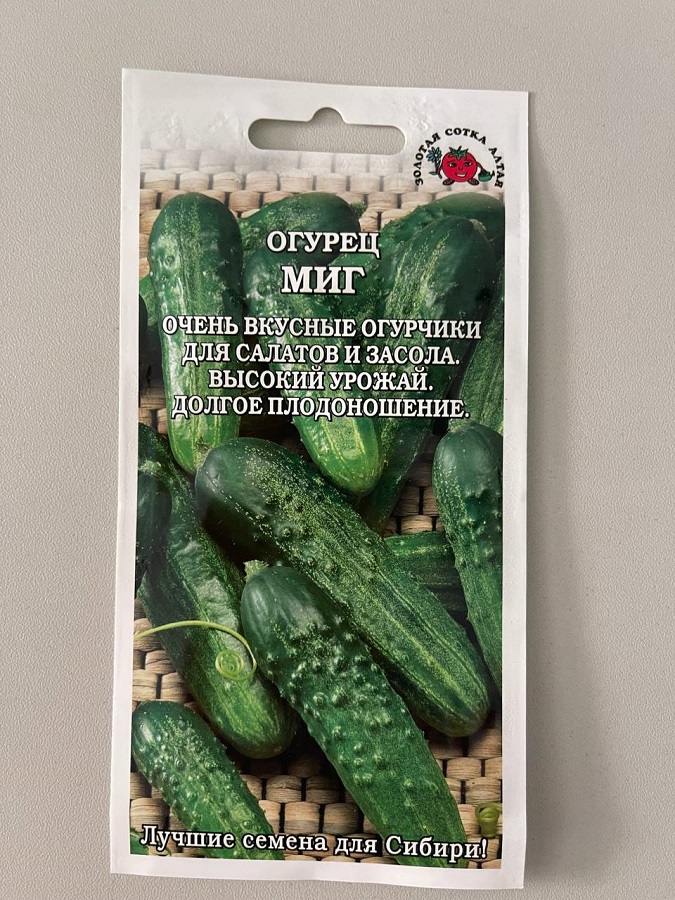 ЗОЛОТАЯ СОТКА АЛТАЯ
ОГУРЕЦ
МИГ
ОЧЕНЬ ВКУСНЫЕ ОГУРЧИКИ
ДЛЯ САЛАТОВ И ЗАСОЛА.
ВЫСОКИЙ УРОЖАЙ.
ДОЛГОЕ ПЛОДОНОШЕНИЕ.
Лучшие семена для Сибири!